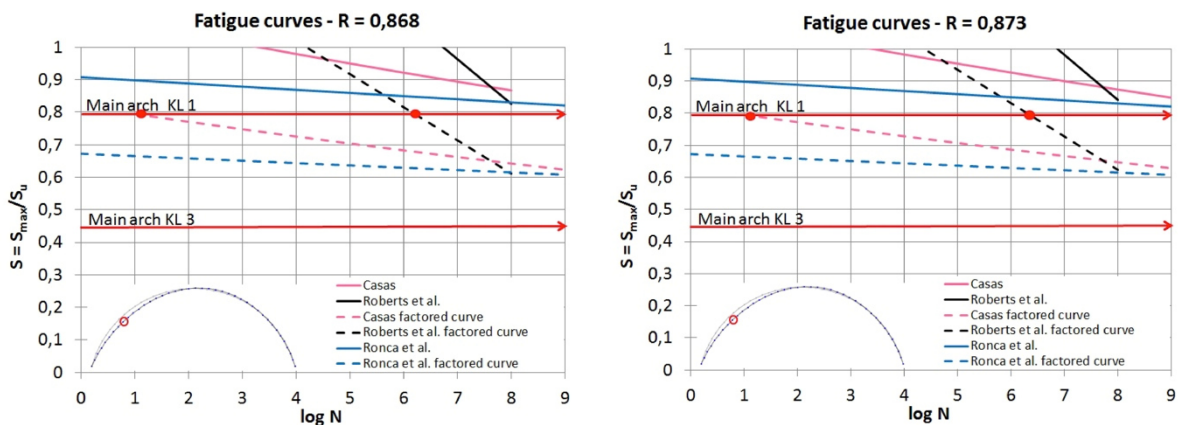 Fatigue curves - R = 0,868
S = Smax/Su
1
0,9
0,8
0,7
0,6
0,5
0,4
0,3
0,2
0,1
0
Main arch KL 1
Main arch KL 3
Casas
Roberts et al.
Casas factored curve
Roberts et al. factored curve
Ronca et al.
Ronca et al. factored curve
0 1 2 3 4 5 6 7 8 9
log N
Fatigue curves - R = 0,873
S = Smax/Su
1
0,9
0,8
0,7
0,6
0,5
0,4
0,3
0,2
0,1
0
Main arch KL 1
Main arch KL 3
Casas
Roberts et al.
Casas factored curve
Roberts et al. factored curve
Ronca et al.
Ronca et al. factored curve
0 1 2 3 4 5 6 7 8 9
log N